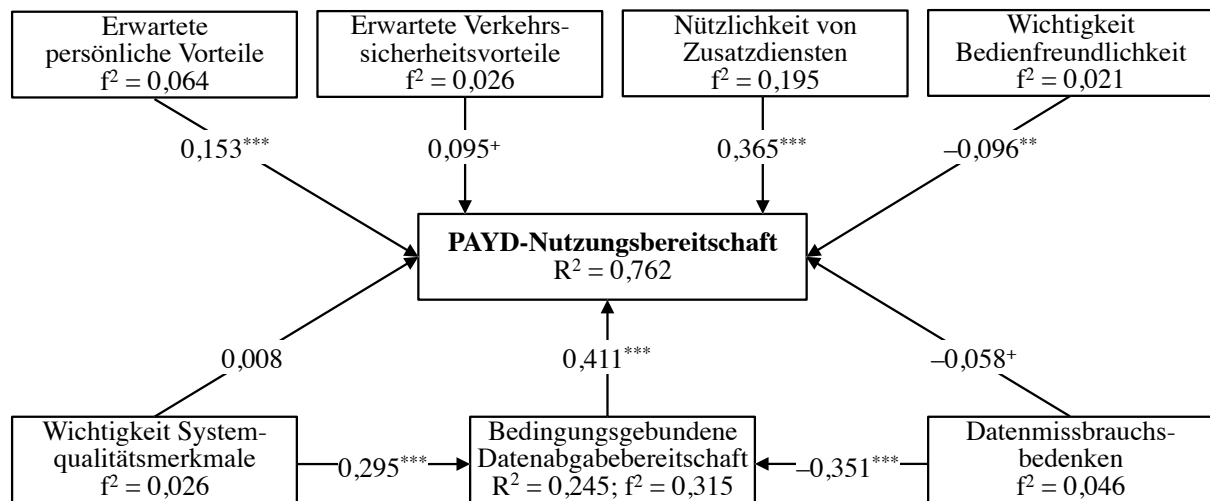 Erwartete
persönliche Vorteile
f² = 0,064
Erwartete Verkehrs-
sicherheitsvorteile
f² = 0,026
Nützlichkeit von
Zusatzdiensten
f² = 0,195
Wichtigkeit
Bedienfreundlichkeit
f² = 0,021
0,153***
0,095+
0,365***
–0,096**
PAYD-Nutzungsbereitschaft
R² = 0,762
0,008
0,411***
–0,058+
Wichtigkeit System-
qualitätsmerkmale
f² = 0,026
0,295***
Bedingungsgebundene
Datenabgabebereitschaft
R² = 0,245; f² = 0,315
–0,351***
Datenmissbrauchs-
bedenken
f² = 0,046